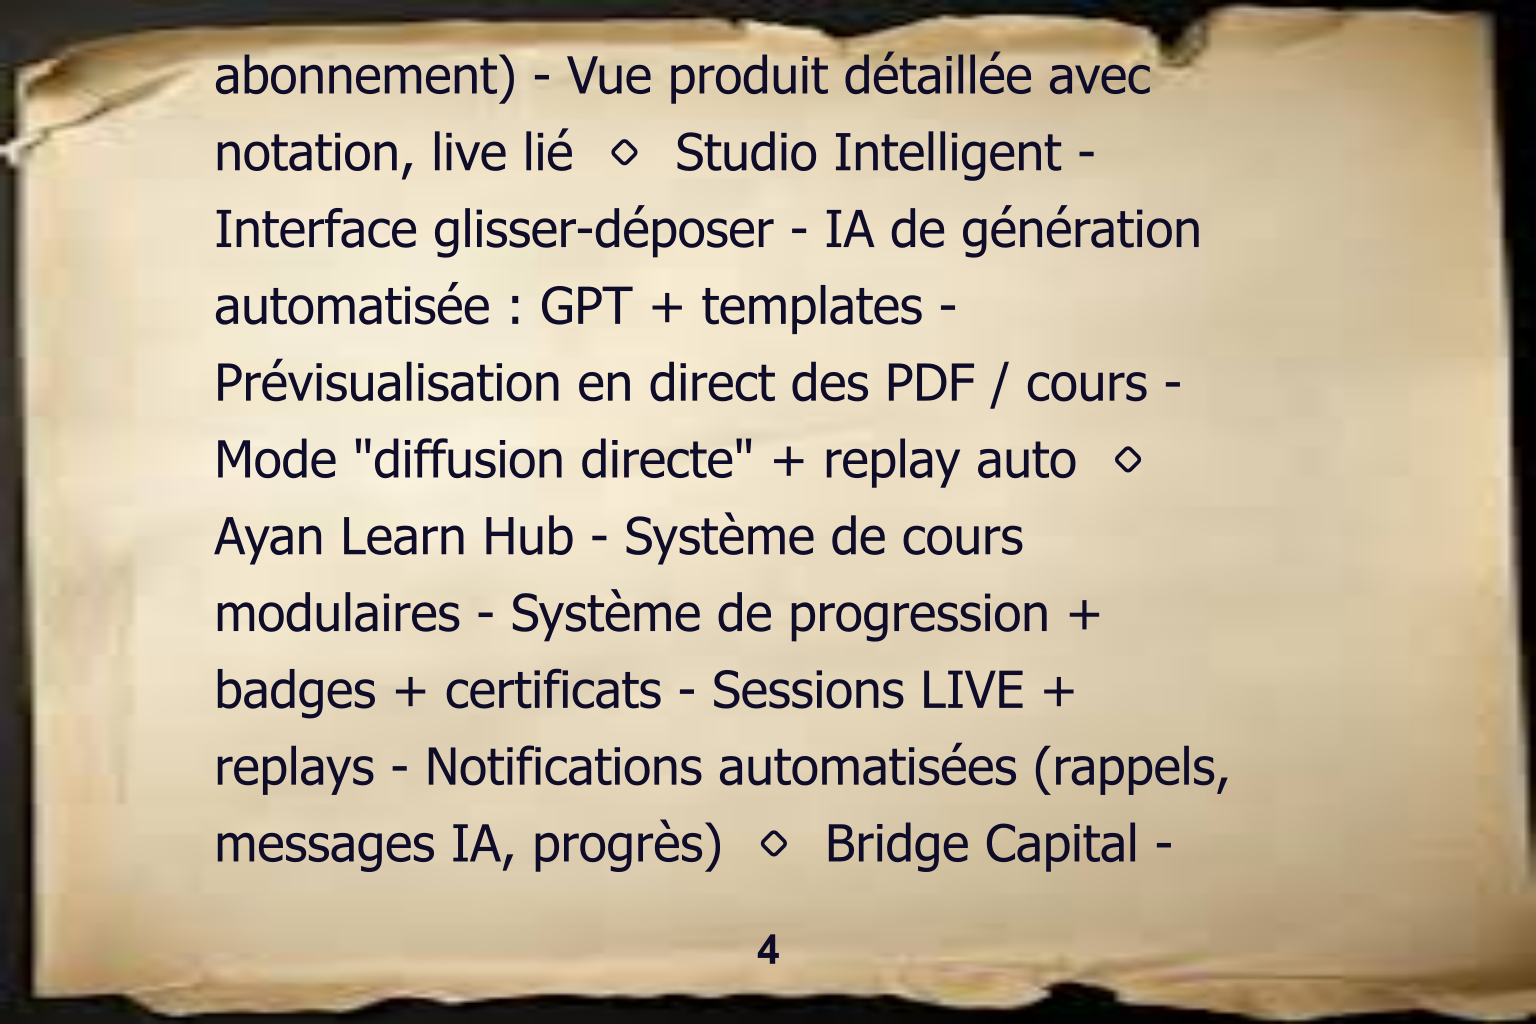 abonnement) - Vue produit détaillée avec
notation, live lié ◇ Studio Intelligent -
Interface glisser-déposer - IA de génération
automatisée : GPT + templates -
Prévisualisation en direct des PDF / cours -
Mode "diffusion directe" + replay auto ◇
Ayan Learn Hub - Système de cours
modulaires - Système de progression +
badges + certificats - Sessions LIVE +
replays - Notifications automatisées (rappels,
messages IA, progrès) ◇ Bridge Capital -
4